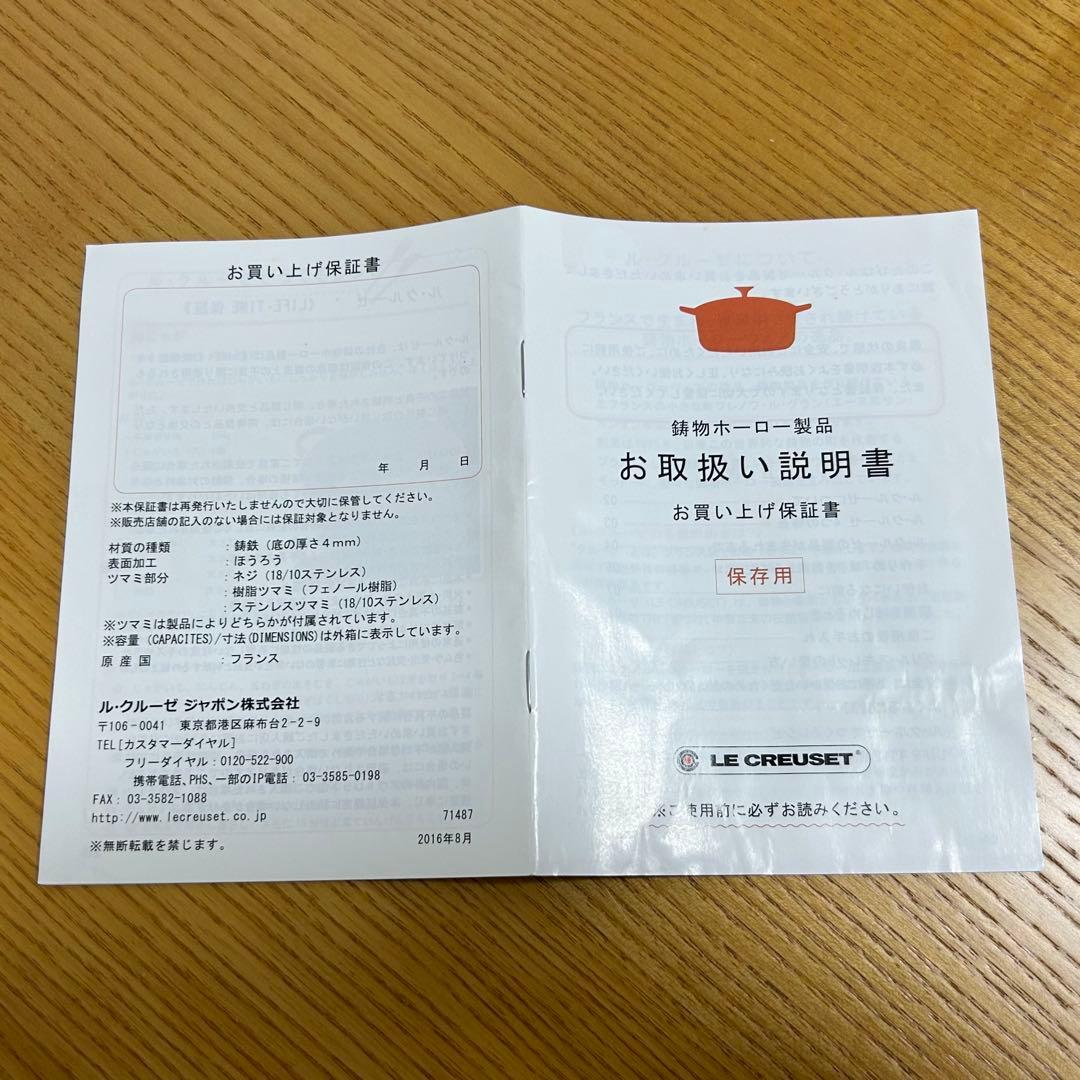 お買い上げ保証書
年 月 日
※本保証書は再発行いたしませんので大切に保管してください。
※販売店舗の記入のない場合には保証対象となりません。
材質の種類 : 鋳鉄(底の厚さ4mm)
表面加工 : ほうろう
ツマミ部分 : ネジ(18/10ステンレス)
: 樹脂ツマミ(フェノール樹脂)
: ステンレスツマミ(18/10ステンレス)
※ツマミは製品によりどちらかが付属されています。
※容量(CAPACITES)/寸法(DIMENSIONS)は外箱に表示しています。
原産国 : フランス
ル・クルーゼ ジャポン株式会社
〒106-0041 東京都港区麻布台2-2-9
TEL[カスタマーダイヤル]
フリーダイヤル: 0120-522-900
携帯電話、PHS、一部のIP電話: 03-3585-0198
FAX: 03-3582-1088
http://www.lecreuset.co.jp 71487
※無断転載を禁じます。 2016年8月
鋳物ホーロー製品
お取扱い説明書
お買い上げ保証書
保存用
LE CREUSET®
※ご使用前に必ずお読みください。